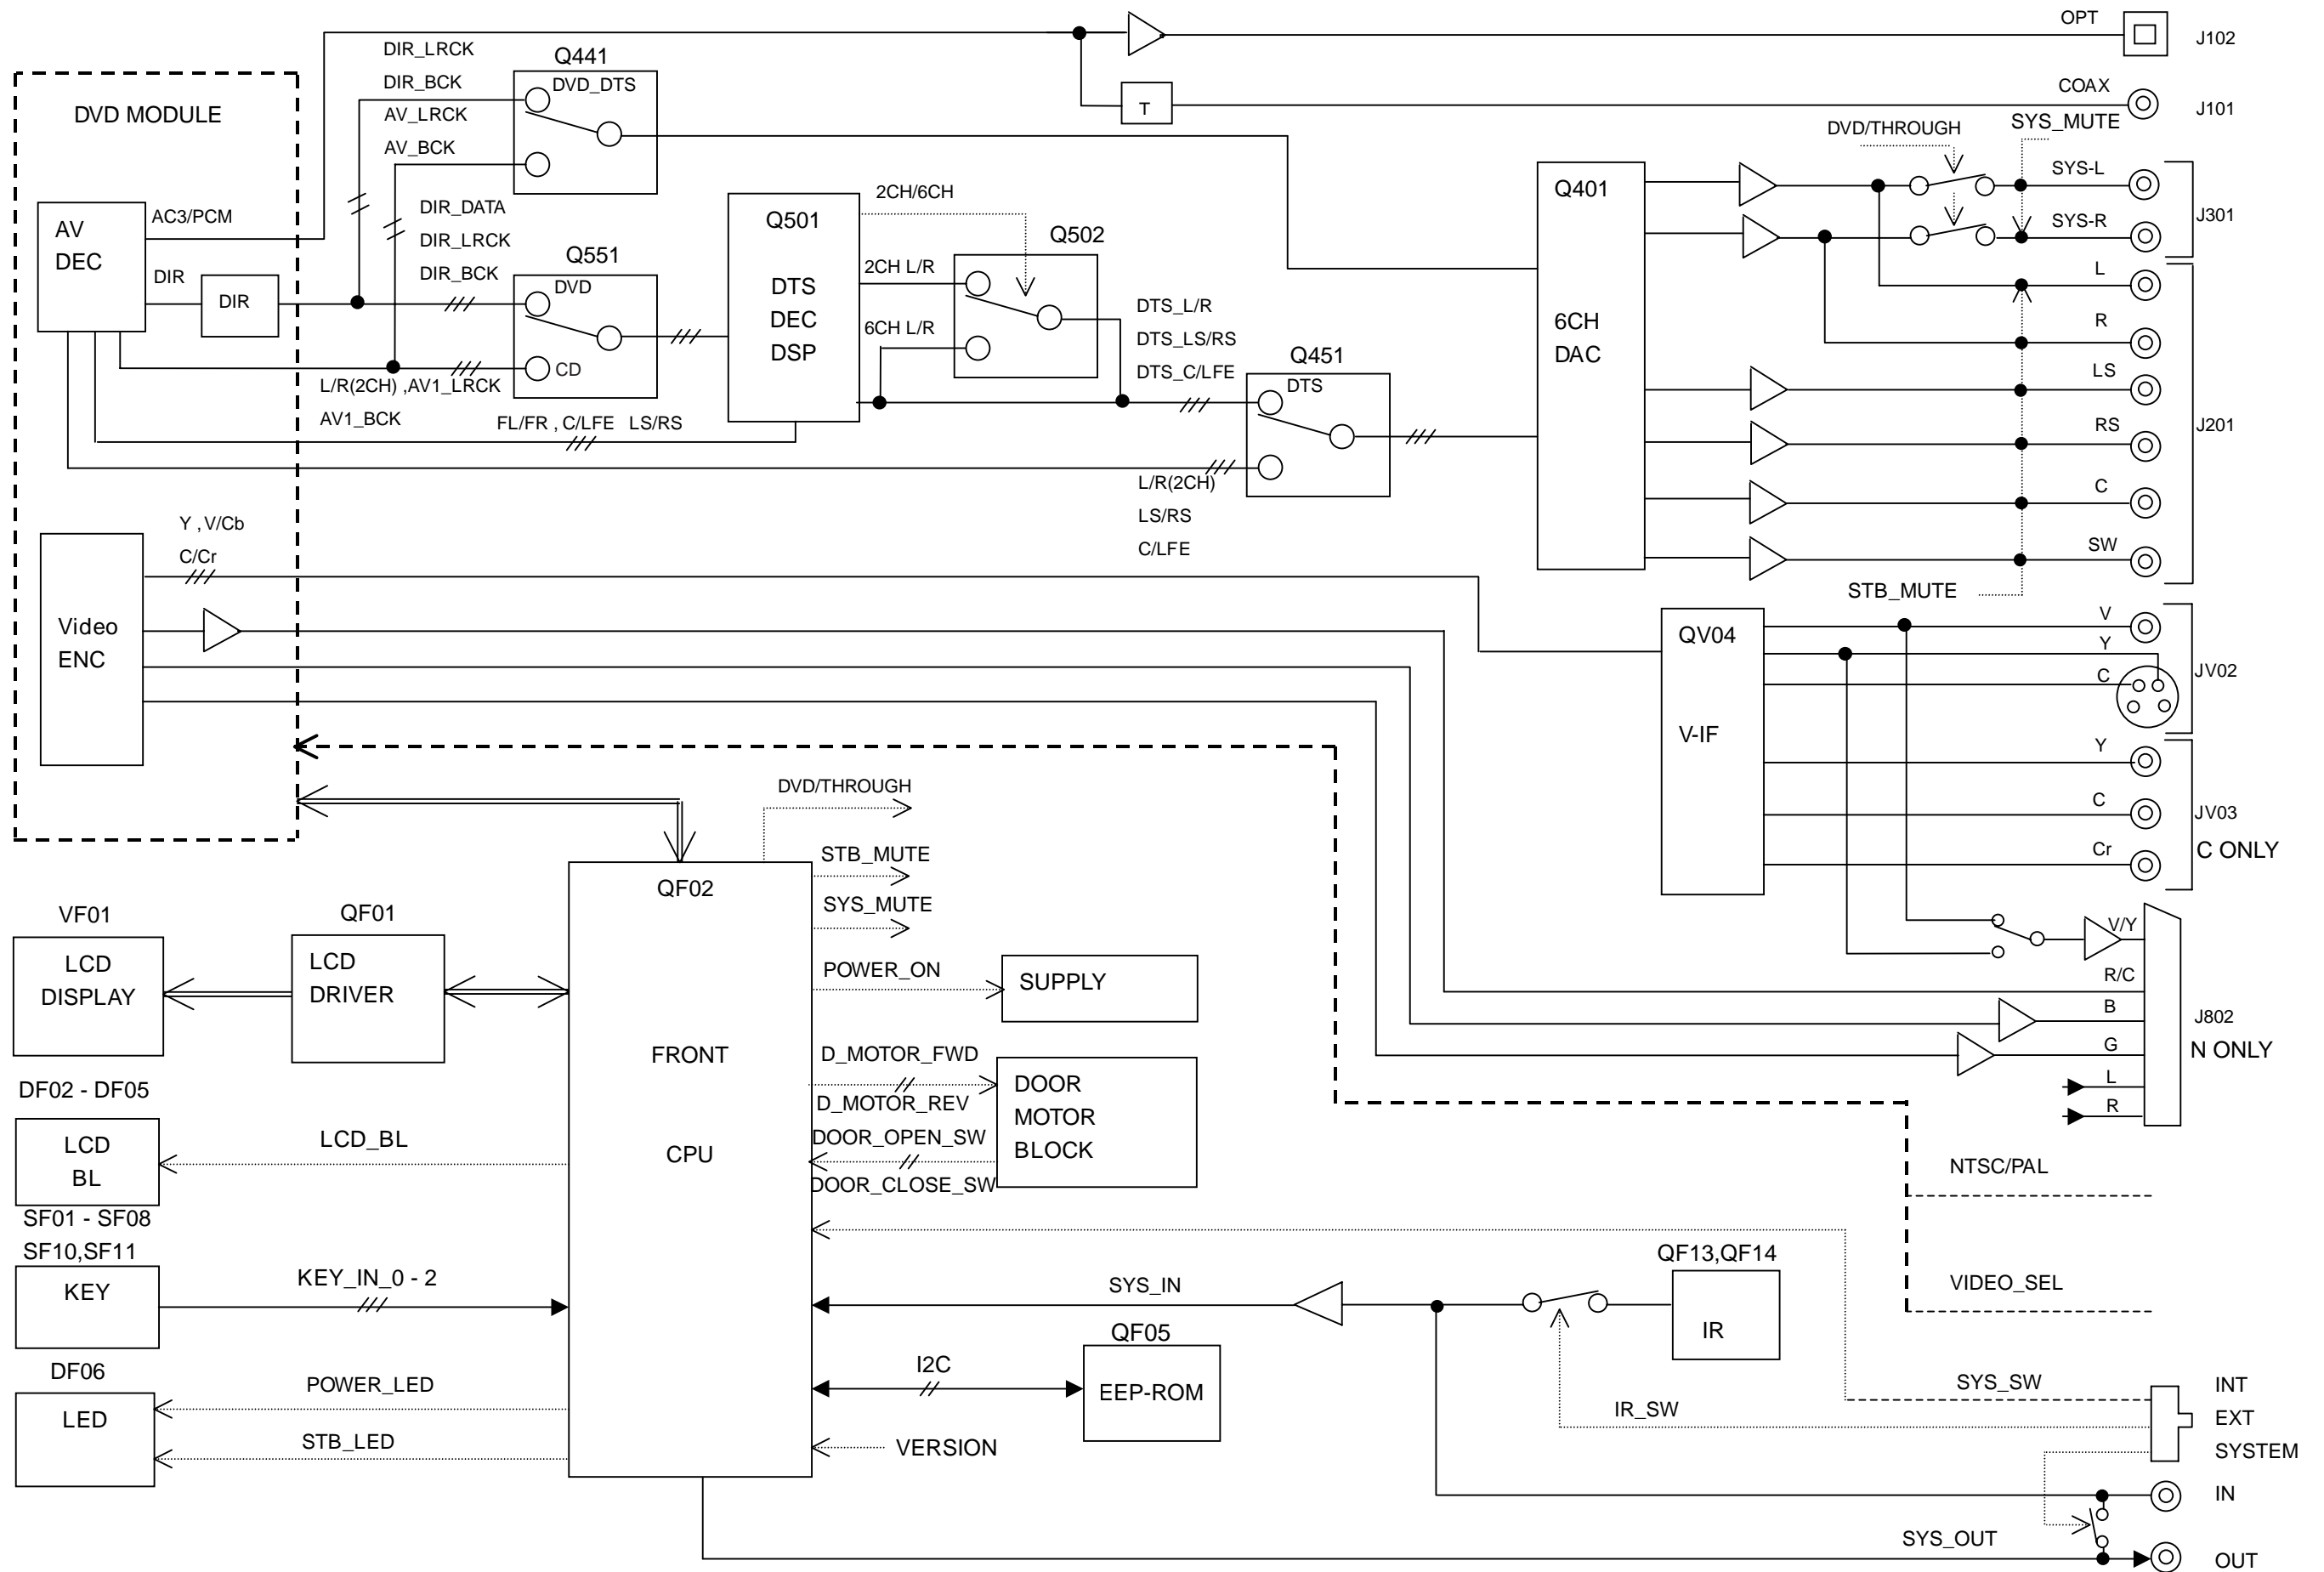 OPT
J102
DIR_LRCK
DIR_BCK
AV_LRCK
AV_BCK
Q441
DVD_DTS
COAX
J101
T
DVD MODULE
DVD/THROUGH
SYS_MUTE
SYS-L
SYS-R
J301
AV
DEC
AC3/PCM
DIR
DIR
DIR_DATA
DIR_LRCK
DIR_BCK
Q551
DVD
CD
Q501
DTS
DEC
DSP
2CH/6CH
2CH L/R
6CH L/R
Q502
DTS_L/R
DTS_LS/RS
DTS_C/LFE
Q451
DTS
Q401
6CH
DAC
L
R
LS
RS
C
SW
J201
L/R(2CH) ,AV1_LRCK
AV1_BCK
FL/FR , C/LFE LS/RS
L/R(2CH)
LS/RS
C/LFE
STB_MUTE
Y , V/Cb
C/Cr
Video
ENC
QV04
V-IF
V
Y
C
JV02
Y
C
Cr
JV03
C ONLY
DVD/THROUGH
STB_MUTE
SYS_MUTE
QF02
FRONT
CPU
VF01
LCD
DISPLAY
QF01
LCD
DRIVER
POWER_ON
SUPPLY
V/Y
R/C
B
G
L
R
J802
N ONLY
D_MOTOR_FWD
D_MOTOR_REV
DOOR_OPEN_SW
DOOR_CLOSE_SW
DOOR
MOTOR
BLOCK
DF02 - DF05
LCD
BL
LCD_BL
NTSC/PAL
VIDEO_SEL
SF01 - SF08
SF10,SF11
KEY
KEY_IN_0 - 2
SYS_IN
QF13,QF14
IR
QF05
I2C
EEP-ROM
DF06
LED
POWER_LED
STB_LED
VERSION
IR_SW
SYS_SW
INT
EXT
SYSTEM
IN
SYS_OUT
OUT